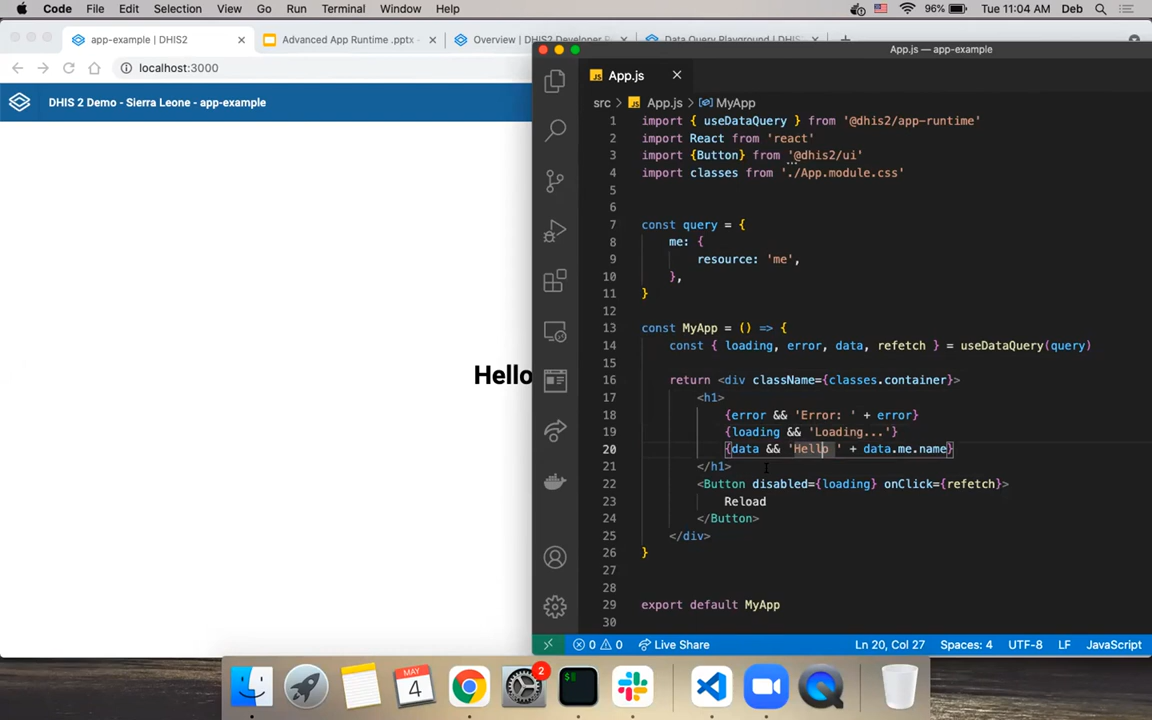 Code File Edit Selection View Go Run Terminal Window Help 96% Tue 11:04 AM Deb
app-example | DHIS2
Advanced App Runtime .pptx -
Overview | DHIS2 Developer
Data Query Playground | DHIS
localhost:3000
DHIS 2 Demo - Sierra Leone - app-example
Hello
App.js — app-example
App.js
src > App.js > MyApp
1 import { useDataQuery } from '@dhis2/app-runtime'
2 import React from 'react'
3 import {Button} from '@dhis2/ui'
4 import classes from './App.module.css'
5
6
7 const query = {
8 me: {
9 resource: 'me',
10 },
11 }
12
13 const MyApp = () => {
14 const { loading, error, data, refetch } = useDataQuery(query)
15
16 return <div className={classes.container}>
17 <h1>
18 {error && 'Error: ' + error}
19 {loading && 'Loading...'}
20 {data && 'Hello ' + data.me.name}
21 </h1>
22 <Button disabled={loading} onClick={refetch}>
23 Reload
24 </Button>
25 </div>
26 }
27
28
29 export default MyApp
30
0 0 Live Share Ln 20, Col 27 Spaces: 4 UTF-8 LF JavaScript
MAY
4
2